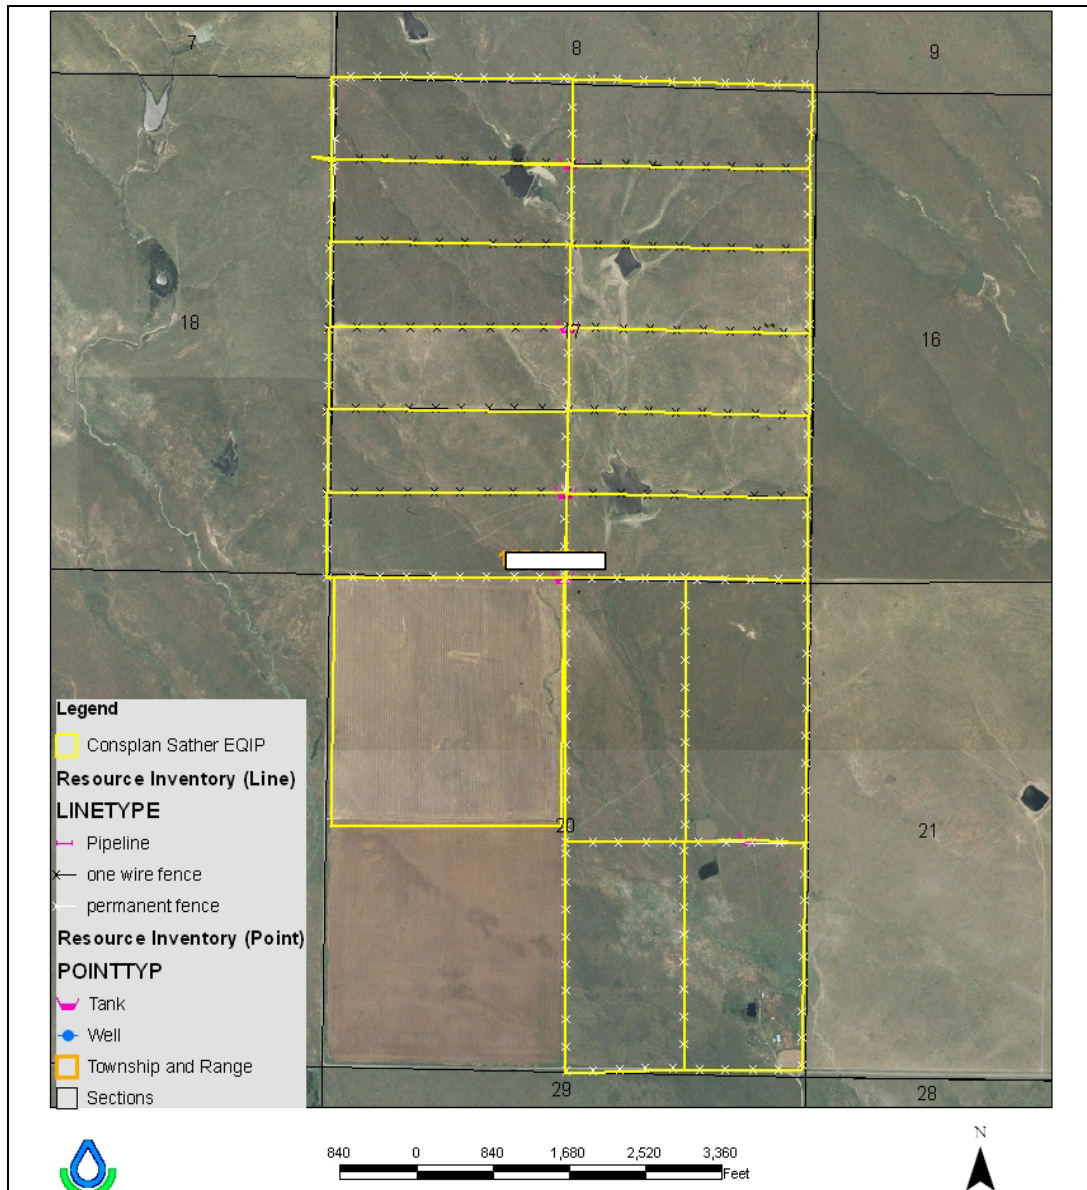 7
8
9
18
17
16
20
21
29
28
Legend
Consplan Sather EQIP
Resource Inventory (Line)
LINETYPE
Pipeline
one wire fence
permanent fence
Resource Inventory (Point)
POINTTYP
Tank
Well
Township and Range
Sections
840 0 840 1,680 2,520 3,360
Feet
N